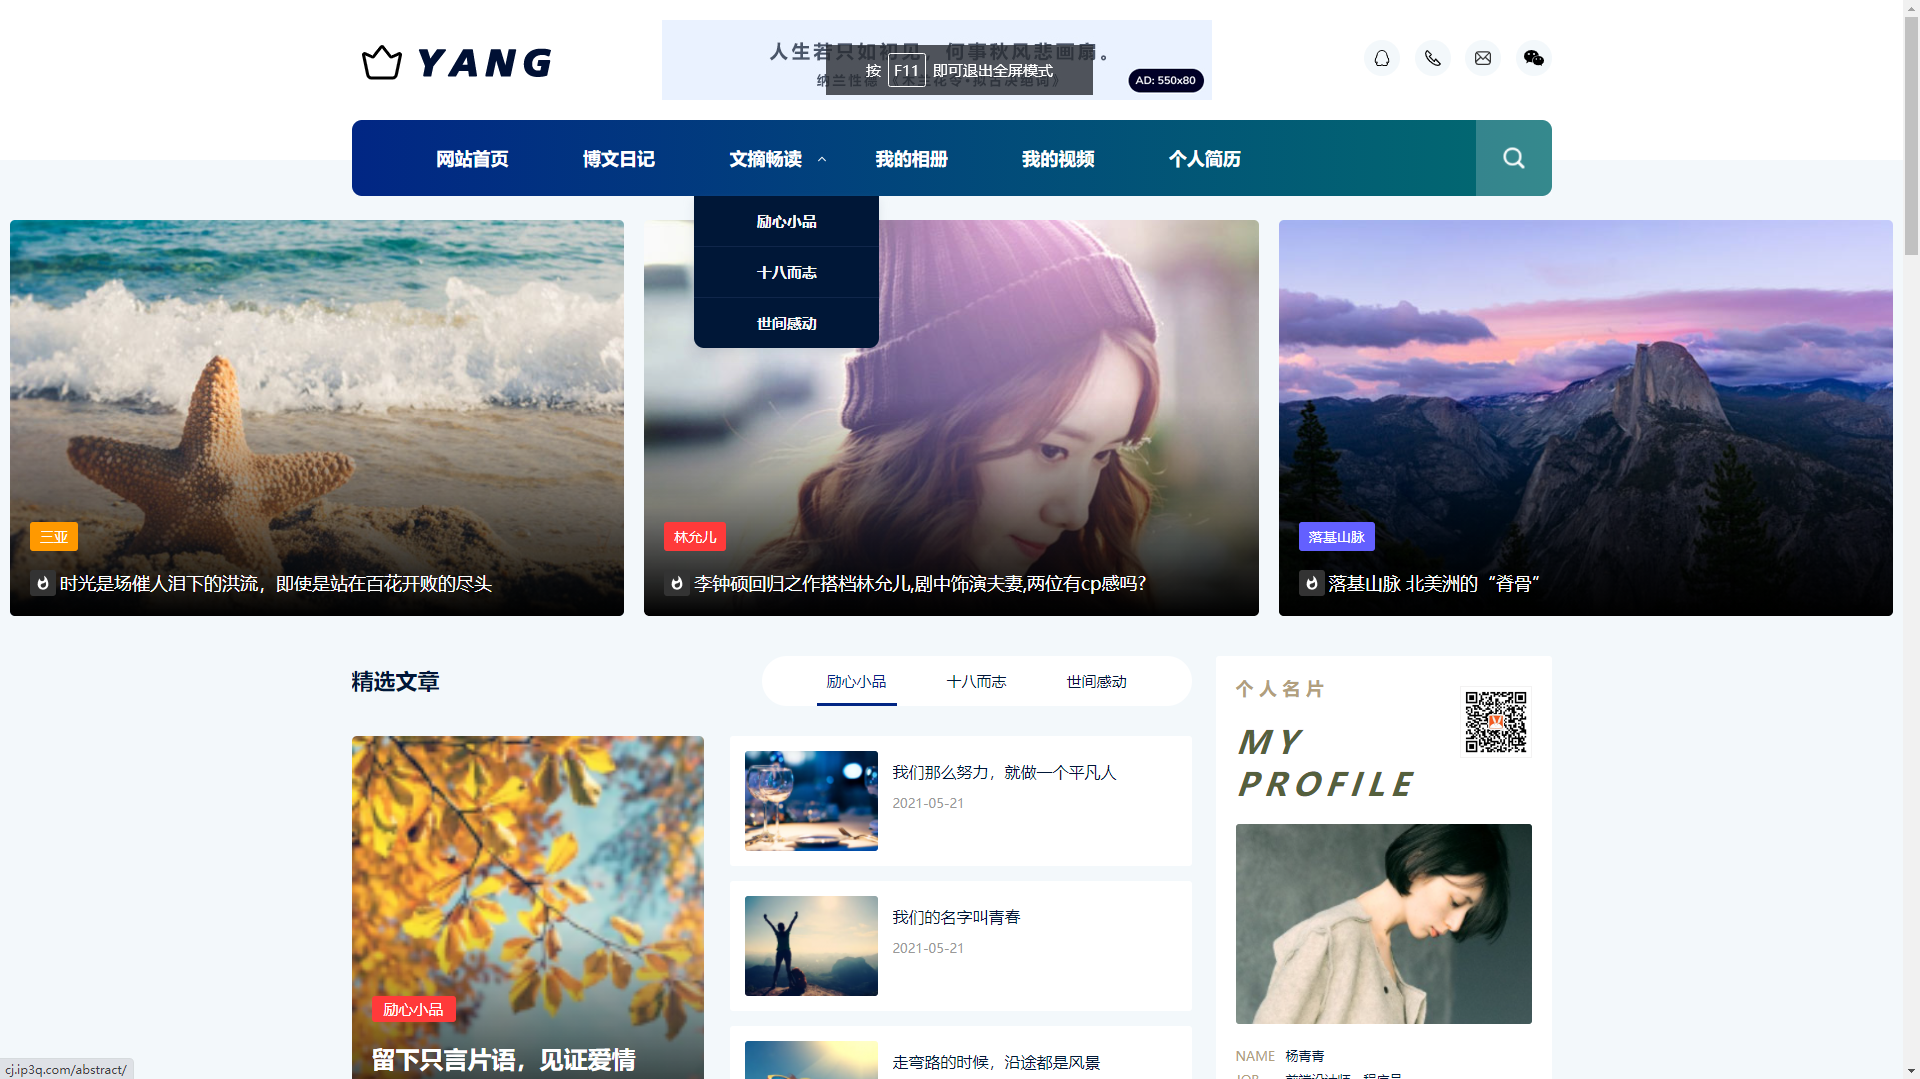 YANG
人生若只如初见，何事秋风悲画扇。
AD: 550x80
按 F11 即可退出全屏模式
网站首页
博文日记
文摘畅读
我的相册
我的视频
个人简历
励心小品
十八而志
世间感动
三亚
时光是场催人泪下的洪流，即使是站在百花开败的尽头
林允儿
李钟硕回归之作搭档林允儿,剧中饰演夫妻,两位有cp感吗?
落基山脉
落基山脉 北美洲的“脊骨”
精选文章
励心小品
十八而志
世间感动
励心小品
留下只言片语，见证爱情
我们那么努力，就做一个平凡人
2021-05-21
我们的名字叫青春
2021-05-21
走弯路的时候，沿途都是风景
个人名片
MY
PROFILE
NAME 杨青青
cj.ip3q.com/abstract/